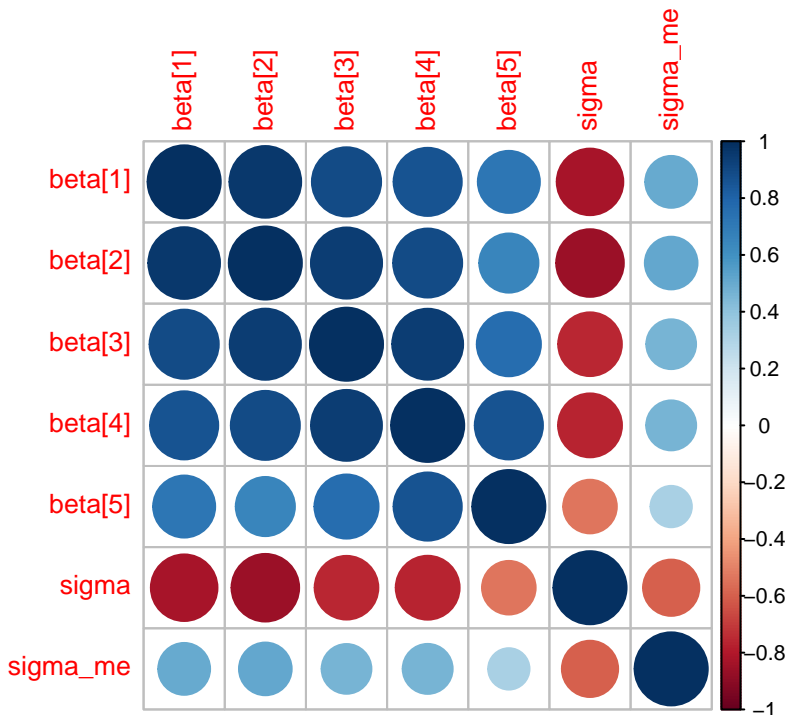 beta[1]
beta[2]
beta[3]
beta[4]
beta[5]
sigma
sigma_me
beta[1]
beta[2]
beta[3]
beta[4]
beta[5]
sigma
sigma_me
1
0.8
0.6
0.4
0.2
0
−0.2
−0.4
−0.6
−0.8
−1